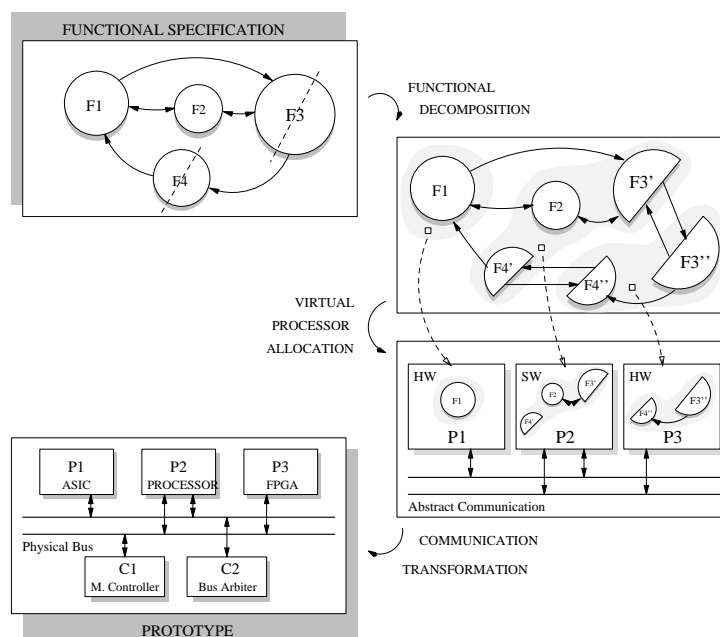 FUNCTIONAL SPECIFICATION
F1
F2
F3
F4
FUNCTIONAL
DECOMPOSITION
F1
F2
F3'
F3''
F4'
F4''
VIRTUAL
PROCESSOR
ALLOCATION
HW
F1
P1
SW
F2
F3'
F4'
P2
HW
F4''
F3''
P3
Abstract Communication
COMMUNICATION
TRANSFORMATION
P1
ASIC
P2
PROCESSOR
P3
FPGA
Physical Bus
C1
M. Controller
C2
Bus Arbiter
PROTOTYPE